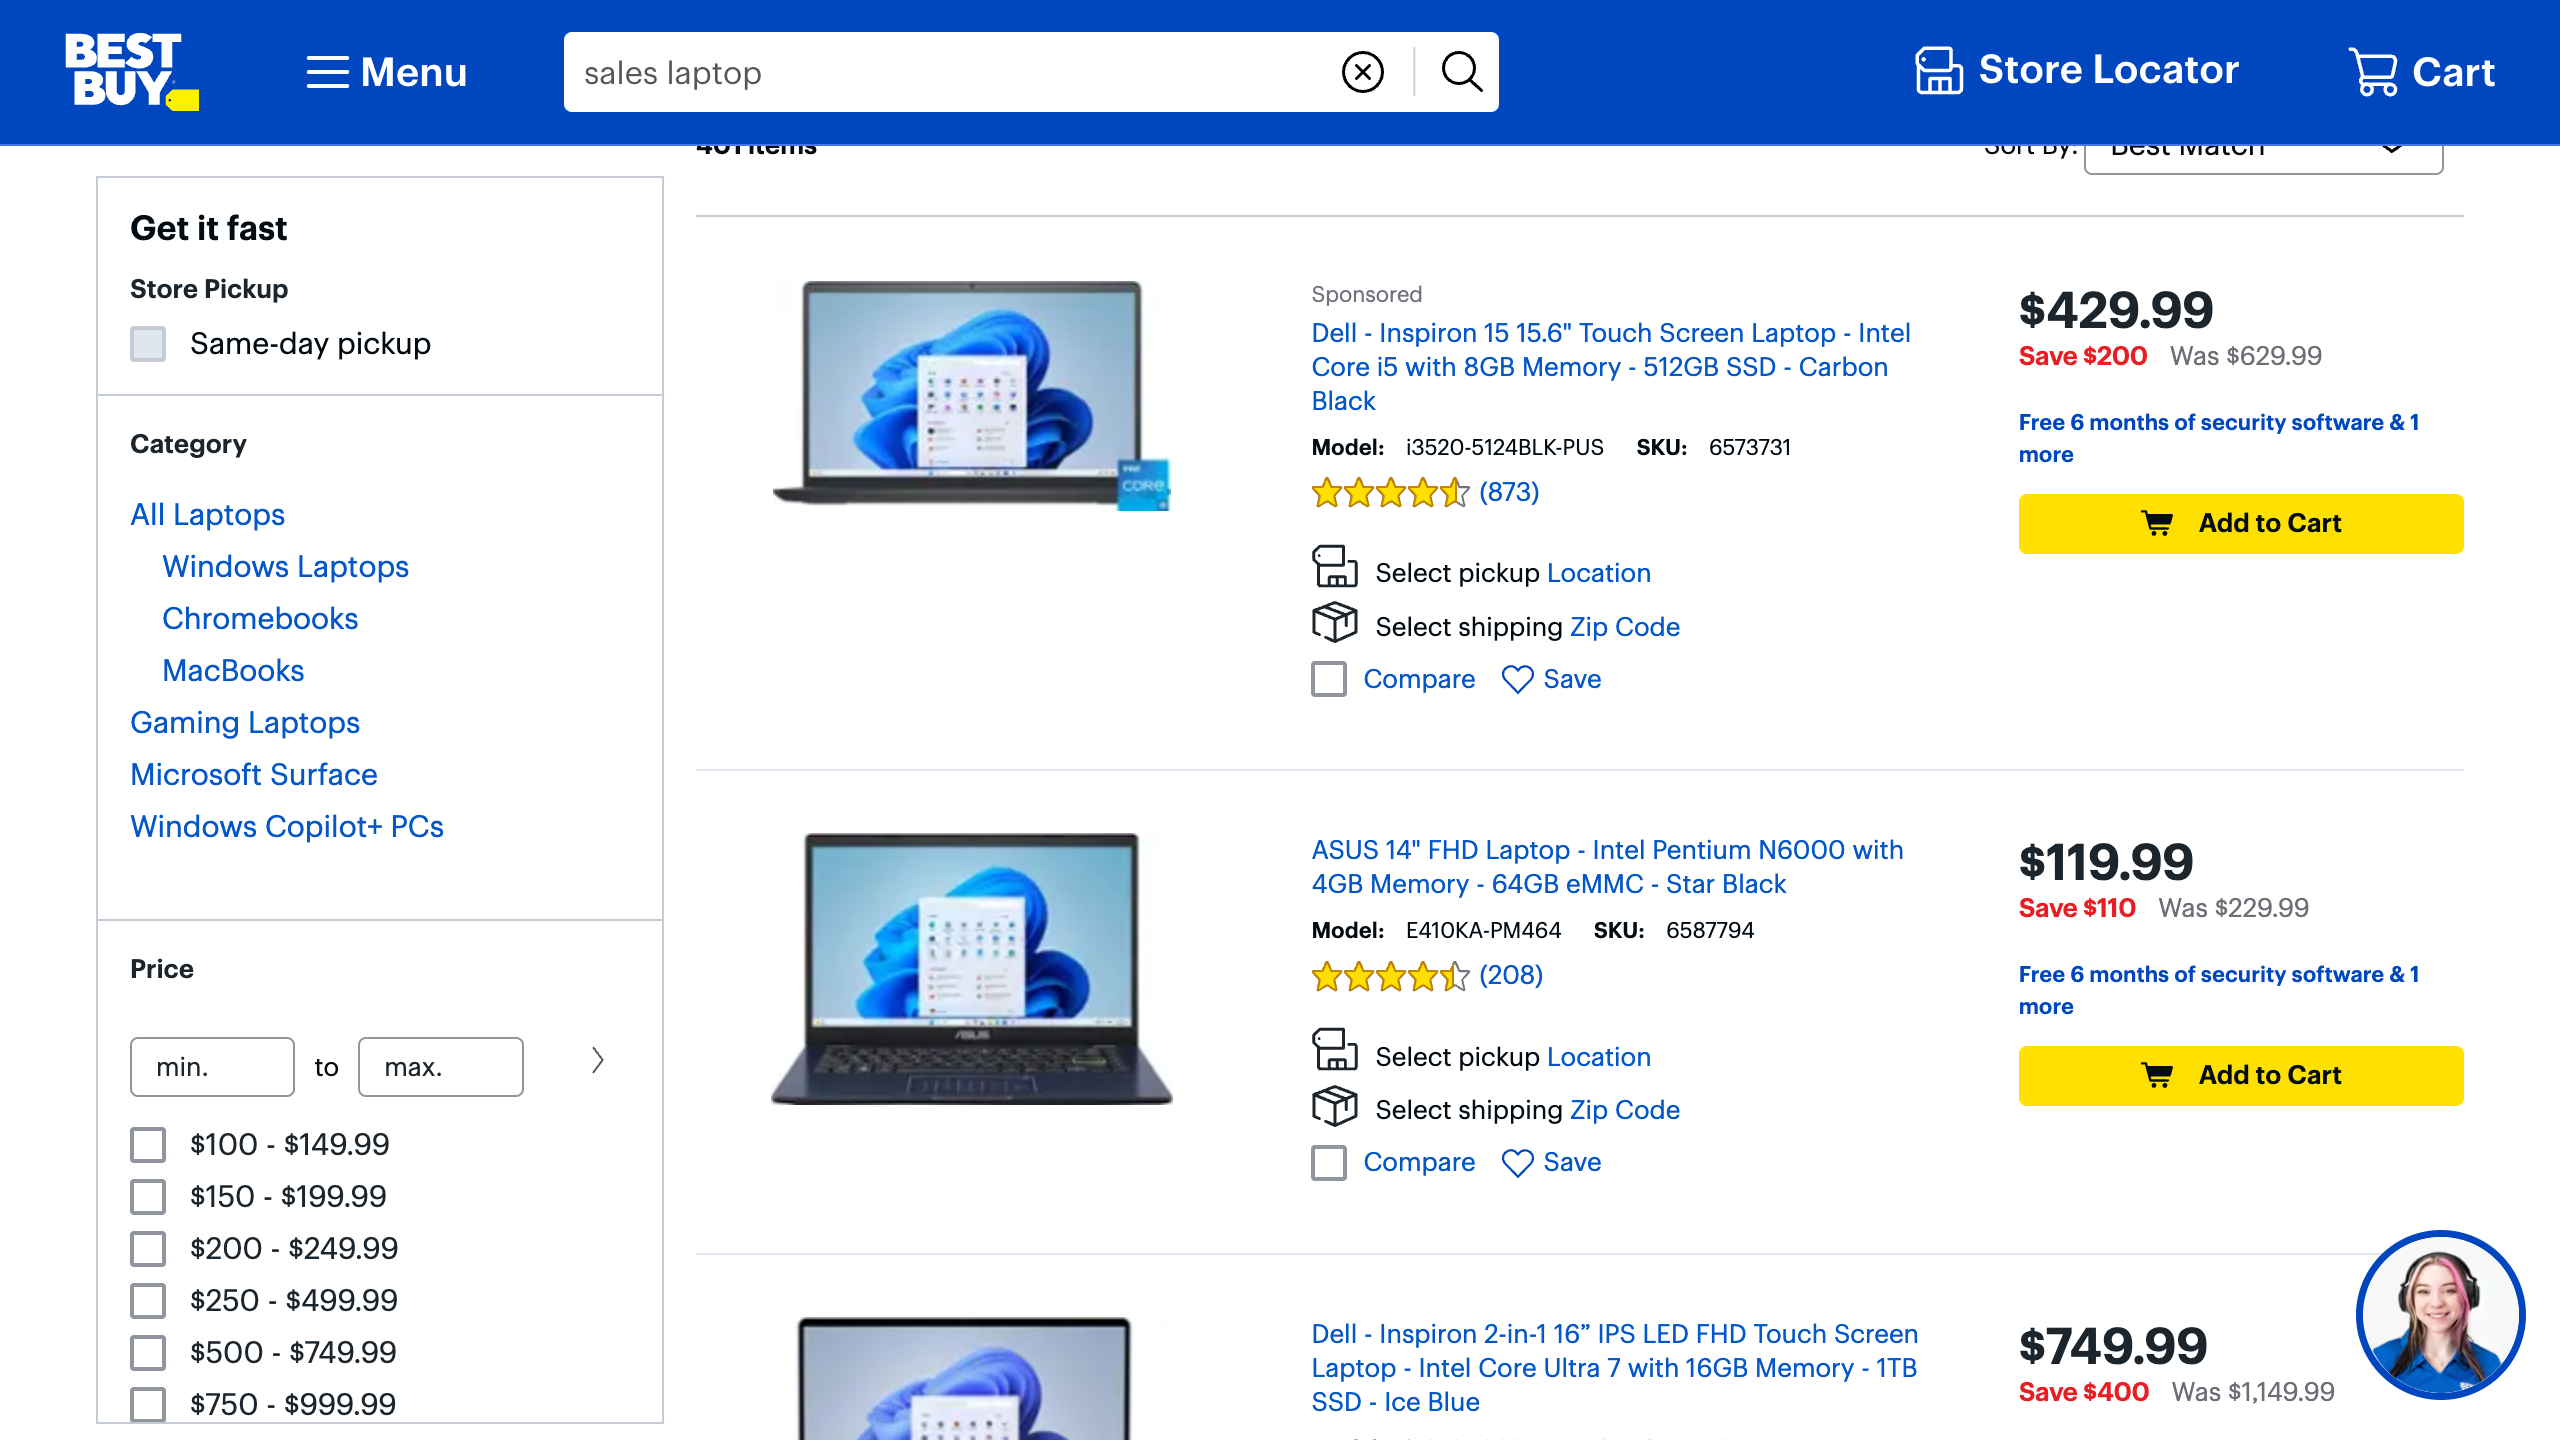 BEST
BUY
Menu
sales laptop
Store Locator
Cart
401 items
Sort By: Best Match
Get it fast
Store Pickup
Same-day pickup
Category
All Laptops
Windows Laptops
Chromebooks
MacBooks
Gaming Laptops
Microsoft Surface
Windows Copilot+ PCs
Price
min. to max.
$100 - $149.99
$150 - $199.99
$200 - $249.99
$250 - $499.99
$500 - $749.99
$750 - $999.99
intel
CORE
Sponsored
Dell - Inspiron 15 15.6" Touch Screen Laptop - Intel
Core i5 with 8GB Memory - 512GB SSD - Carbon
Black
Model: i3520-5124BLK-PUS SKU: 6573731
(873)
Select pickup Location
Select shipping Zip Code
Compare Save
$429.99
Save $200 Was $629.99
Free 6 months of security software & 1
more
Add to Cart
ASUS
ASUS 14" FHD Laptop - Intel Pentium N6000 with
4GB Memory - 64GB eMMC - Star Black
Model: E410KA-PM464 SKU: 6587794
(208)
Select pickup Location
Select shipping Zip Code
Compare Save
$119.99
Save $110 Was $229.99
Free 6 months of security software & 1
more
Add to Cart
Dell - Inspiron 2-in-1 16” IPS LED FHD Touch Screen
Laptop - Intel Core Ultra 7 with 16GB Memory - 1TB
SSD - Ice Blue
$749.99
Save $400 Was $1,149.99